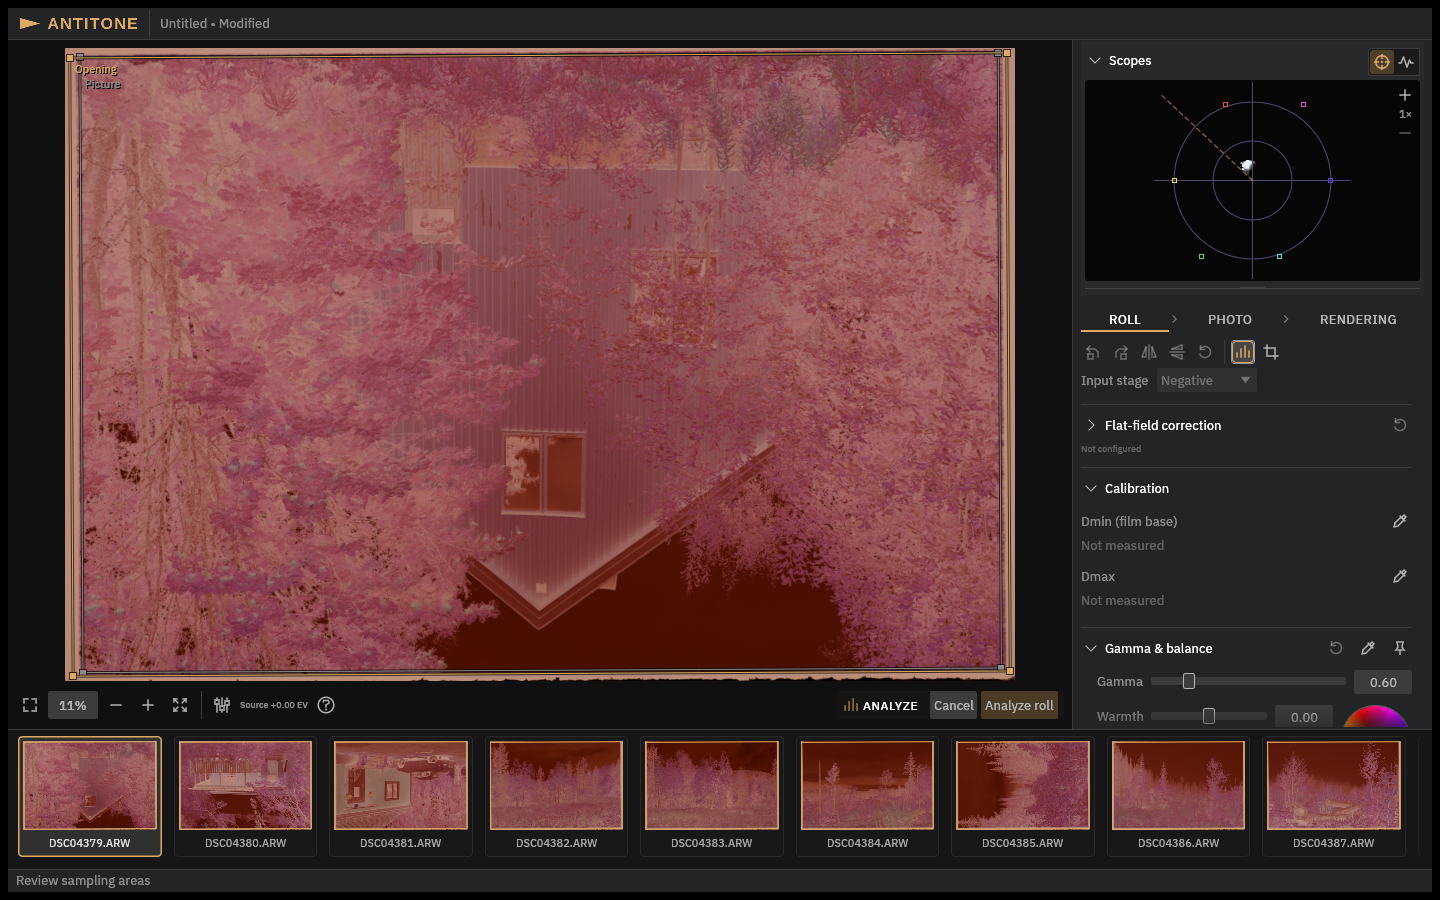 ANTITONE
Untitled • Modified
Opening
Picture
Scopes
1×
ROLL
PHOTO
RENDERING
Input stage
Negative
Flat-field correction
Not configured
Calibration
Dmin (film base)
Not measured
Dmax
Not measured
Gamma & balance
Gamma
0.60
Warmth
0.00
11%
Source +0.00 EV
ANALYZE
Cancel
Analyze roll
DSC04379.ARW
DSC04380.ARW
DSC04381.ARW
DSC04382.ARW
DSC04383.ARW
DSC04384.ARW
DSC04385.ARW
DSC04386.ARW
DSC04387.ARW
Review sampling areas